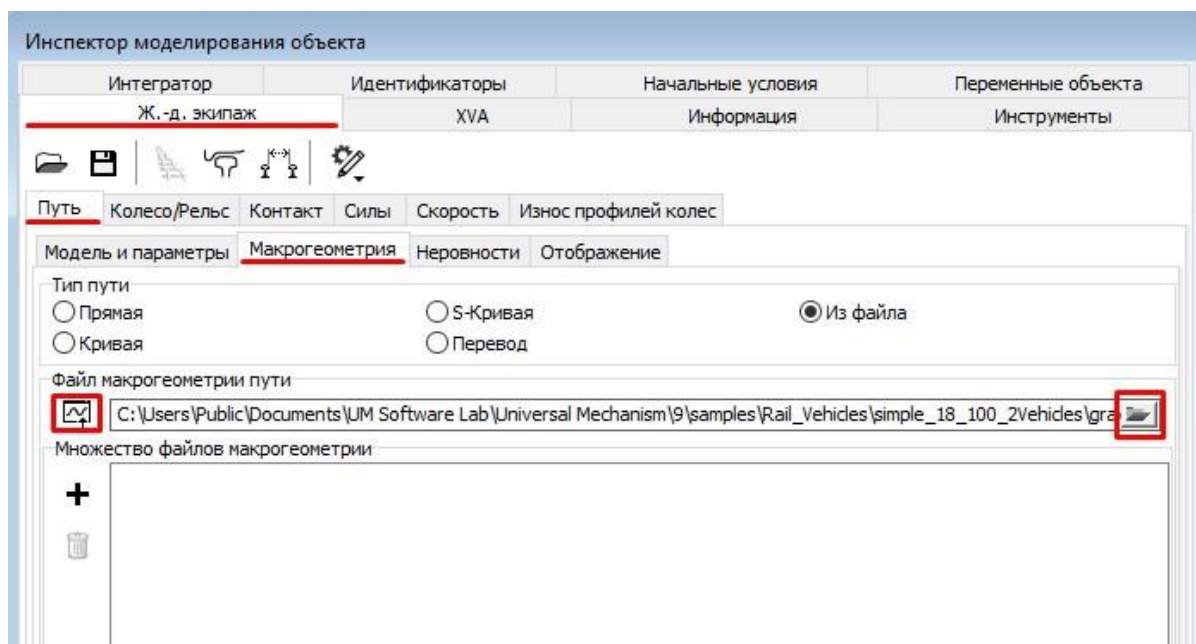 Инспектор моделирования объекта
Интегратор Идентификаторы Начальные условия Переменные объекта
Ж.-д. экипаж XVA Информация Инструменты
Путь Колесо/Рельс Контакт Силы Скорость Износ профилей колес
Модель и параметры Макрогеометрия Неровности Отображение
Тип пути
Прямая S-Кривая Из файла
Кривая Перевод
Файл макрогеометрии пути
C:\Users\Public\Documents\UM Software Lab\Universal Mechanism\9\samples\Rail_Vehicles\simple_18_100_2Vehicles\gra
Множество файлов макрогеометрии